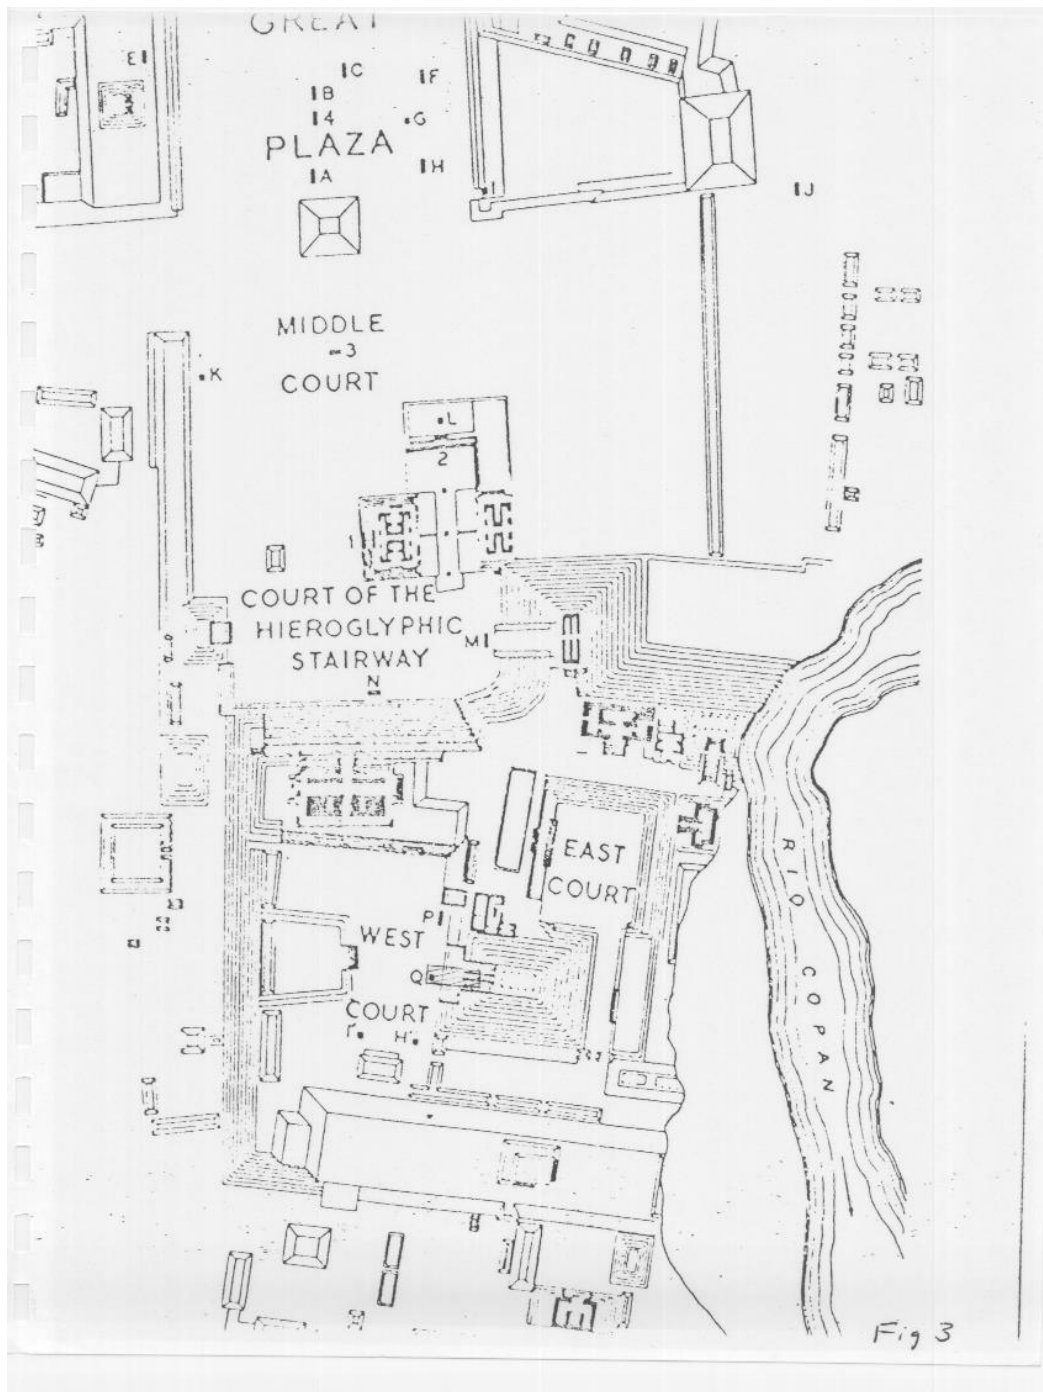 GREAT
E
C
F
B
4
G
PLAZA
H
A
I
J
MIDDLE
3
COURT
K
L
2
1
COURT OF THE
HIEROGLYPHIC
M
STAIRWAY
N
EAST
COURT
RIO COPAN
P
3
WEST
Q
COURT
H'
Fig 3